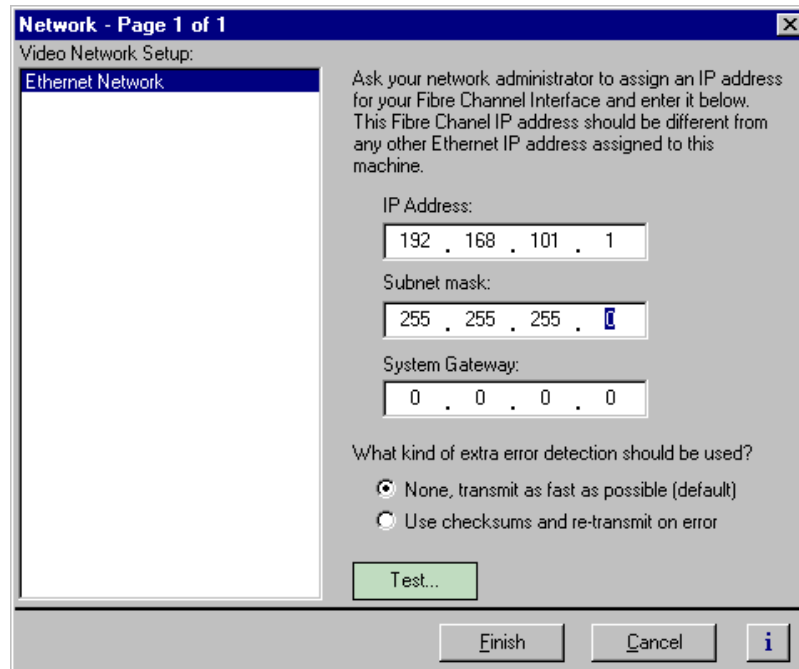 Network - Page 1 of 1
Video Network Setup:
Ethernet Network
Ask your network administrator to assign an IP address
for your Fibre Channel Interface and enter it below.
This Fibre Chanel IP address should be different from
any other Ethernet IP address assigned to this
machine.
IP Address:
192 . 168 . 101 . 1
Subnet mask:
255 . 255 . 255 . 0
System Gateway:
0 . 0 . 0 . 0
What kind of extra error detection should be used?
None, transmit as fast as possible (default)
Use checksums and re-transmit on error
Test...
Finish Cancel i